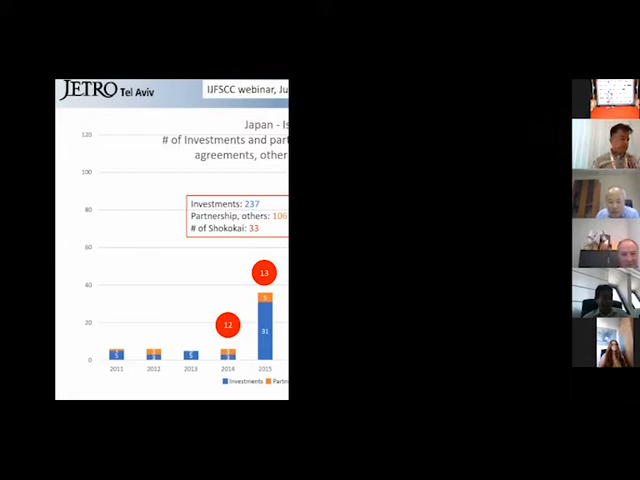 JETRO Tel Aviv
IJFSCC webinar, Ju
Japan - Is
# of Investments and part
agreements, other
120
100
80
60
40
20
0
Investments: 237
Partnership, others: 106
# of Shokokai: 33
13
12
5
31
5
2011
2012
2013
2014
2015
Investments
Partn